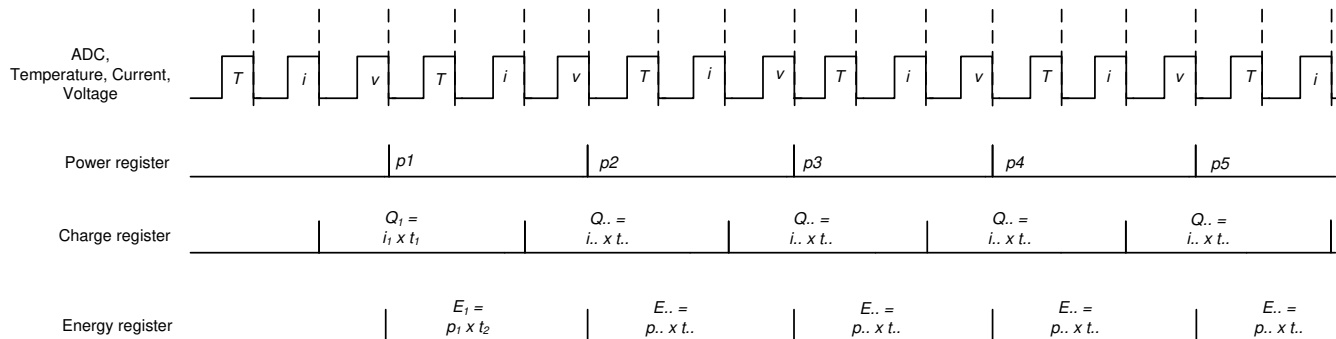 ADC,
Temperature, Current,
Voltage
T i v T i v T i v T i v T i v T i
Power register
p1 p2 p3 p4 p5
Charge register
Q₁ = Q.. = Q.. = Q.. = Q.. =
i₁ x t₁ i.. x t.. i.. x t.. i.. x t.. i.. x t..
Energy register
E₁ = E.. = E.. = E.. = E.. =
p₁ x t₂ p.. x t.. p.. x t.. p.. x t.. p.. x t..